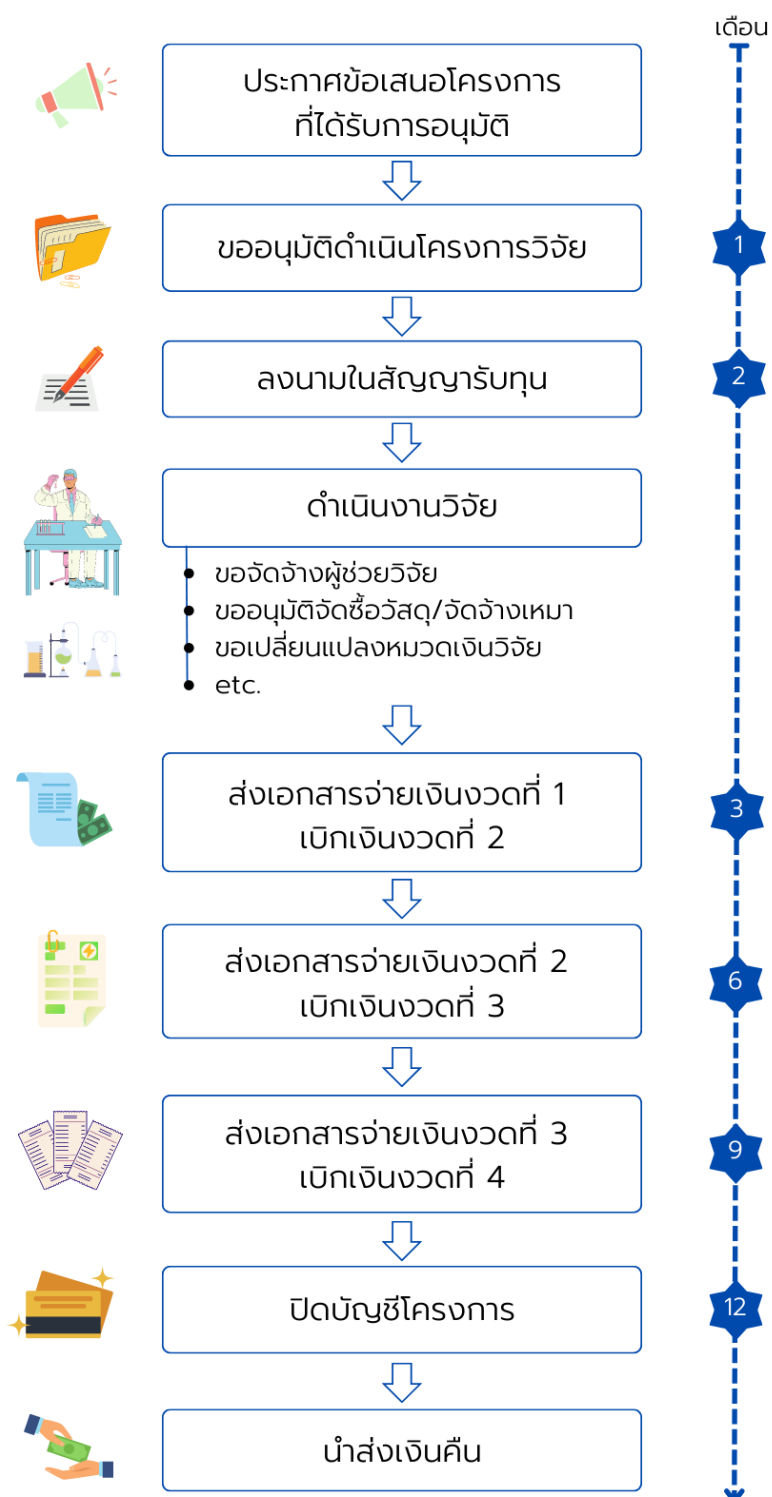 เดือน
ประกาศข้อเสนอโครงการ
ที่ได้รับการอนุมัติ
ขออนุมัติดำเนินโครงการวิจัย
1
ลงนามในสัญญารับทุน
2
ดำเนินงานวิจัย
• ขอจัดจ้างผู้ช่วยวิจัย
• ขออนุมัติจัดซื้อวัสดุ/จัดจ้างเหมา
• ขอเปลี่ยนแปลงหมวดเงินวิจัย
• etc.
ส่งเอกสารจ่ายเงินงวดที่ 1
เบิกเงินงวดที่ 2
3
ส่งเอกสารจ่ายเงินงวดที่ 2
เบิกเงินงวดที่ 3
6
ส่งเอกสารจ่ายเงินงวดที่ 3
เบิกเงินงวดที่ 4
9
ปิดบัญชีโครงการ
12
นำส่งเงินคืน